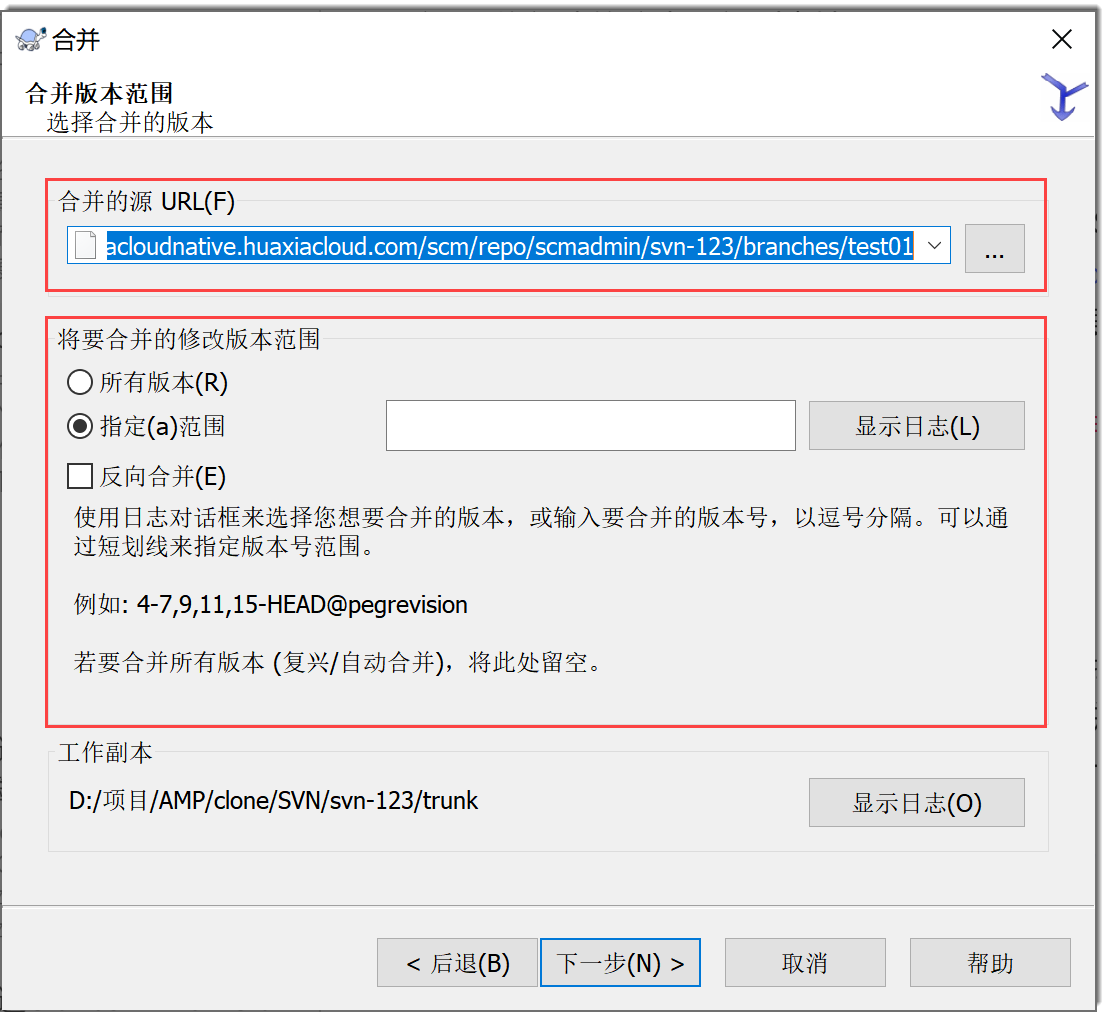 合并
合并版本范围
选择合并的版本
合并的源 URL(F)
acloudnative.huaxiacloud.com/scm/repo/scmadmin/svn-123/branches/test01
...
将要合并的修改版本范围
所有版本(R)
指定(a)范围
显示日志(L)
反向合并(E)
使用日志对话框来选择您想要合并的版本，或输入要合并的版本号，以逗号分隔。可以通
过短划线来指定版本号范围。
例如: 4-7,9,11,15-HEAD@pegrevision
若要合并所有版本 (复兴/自动合并)，将此处留空。
工作副本
D:/项目/AMP/clone/SVN/svn-123/trunk
显示日志(O)
< 后退(B)
下一步(N) >
取消
帮助